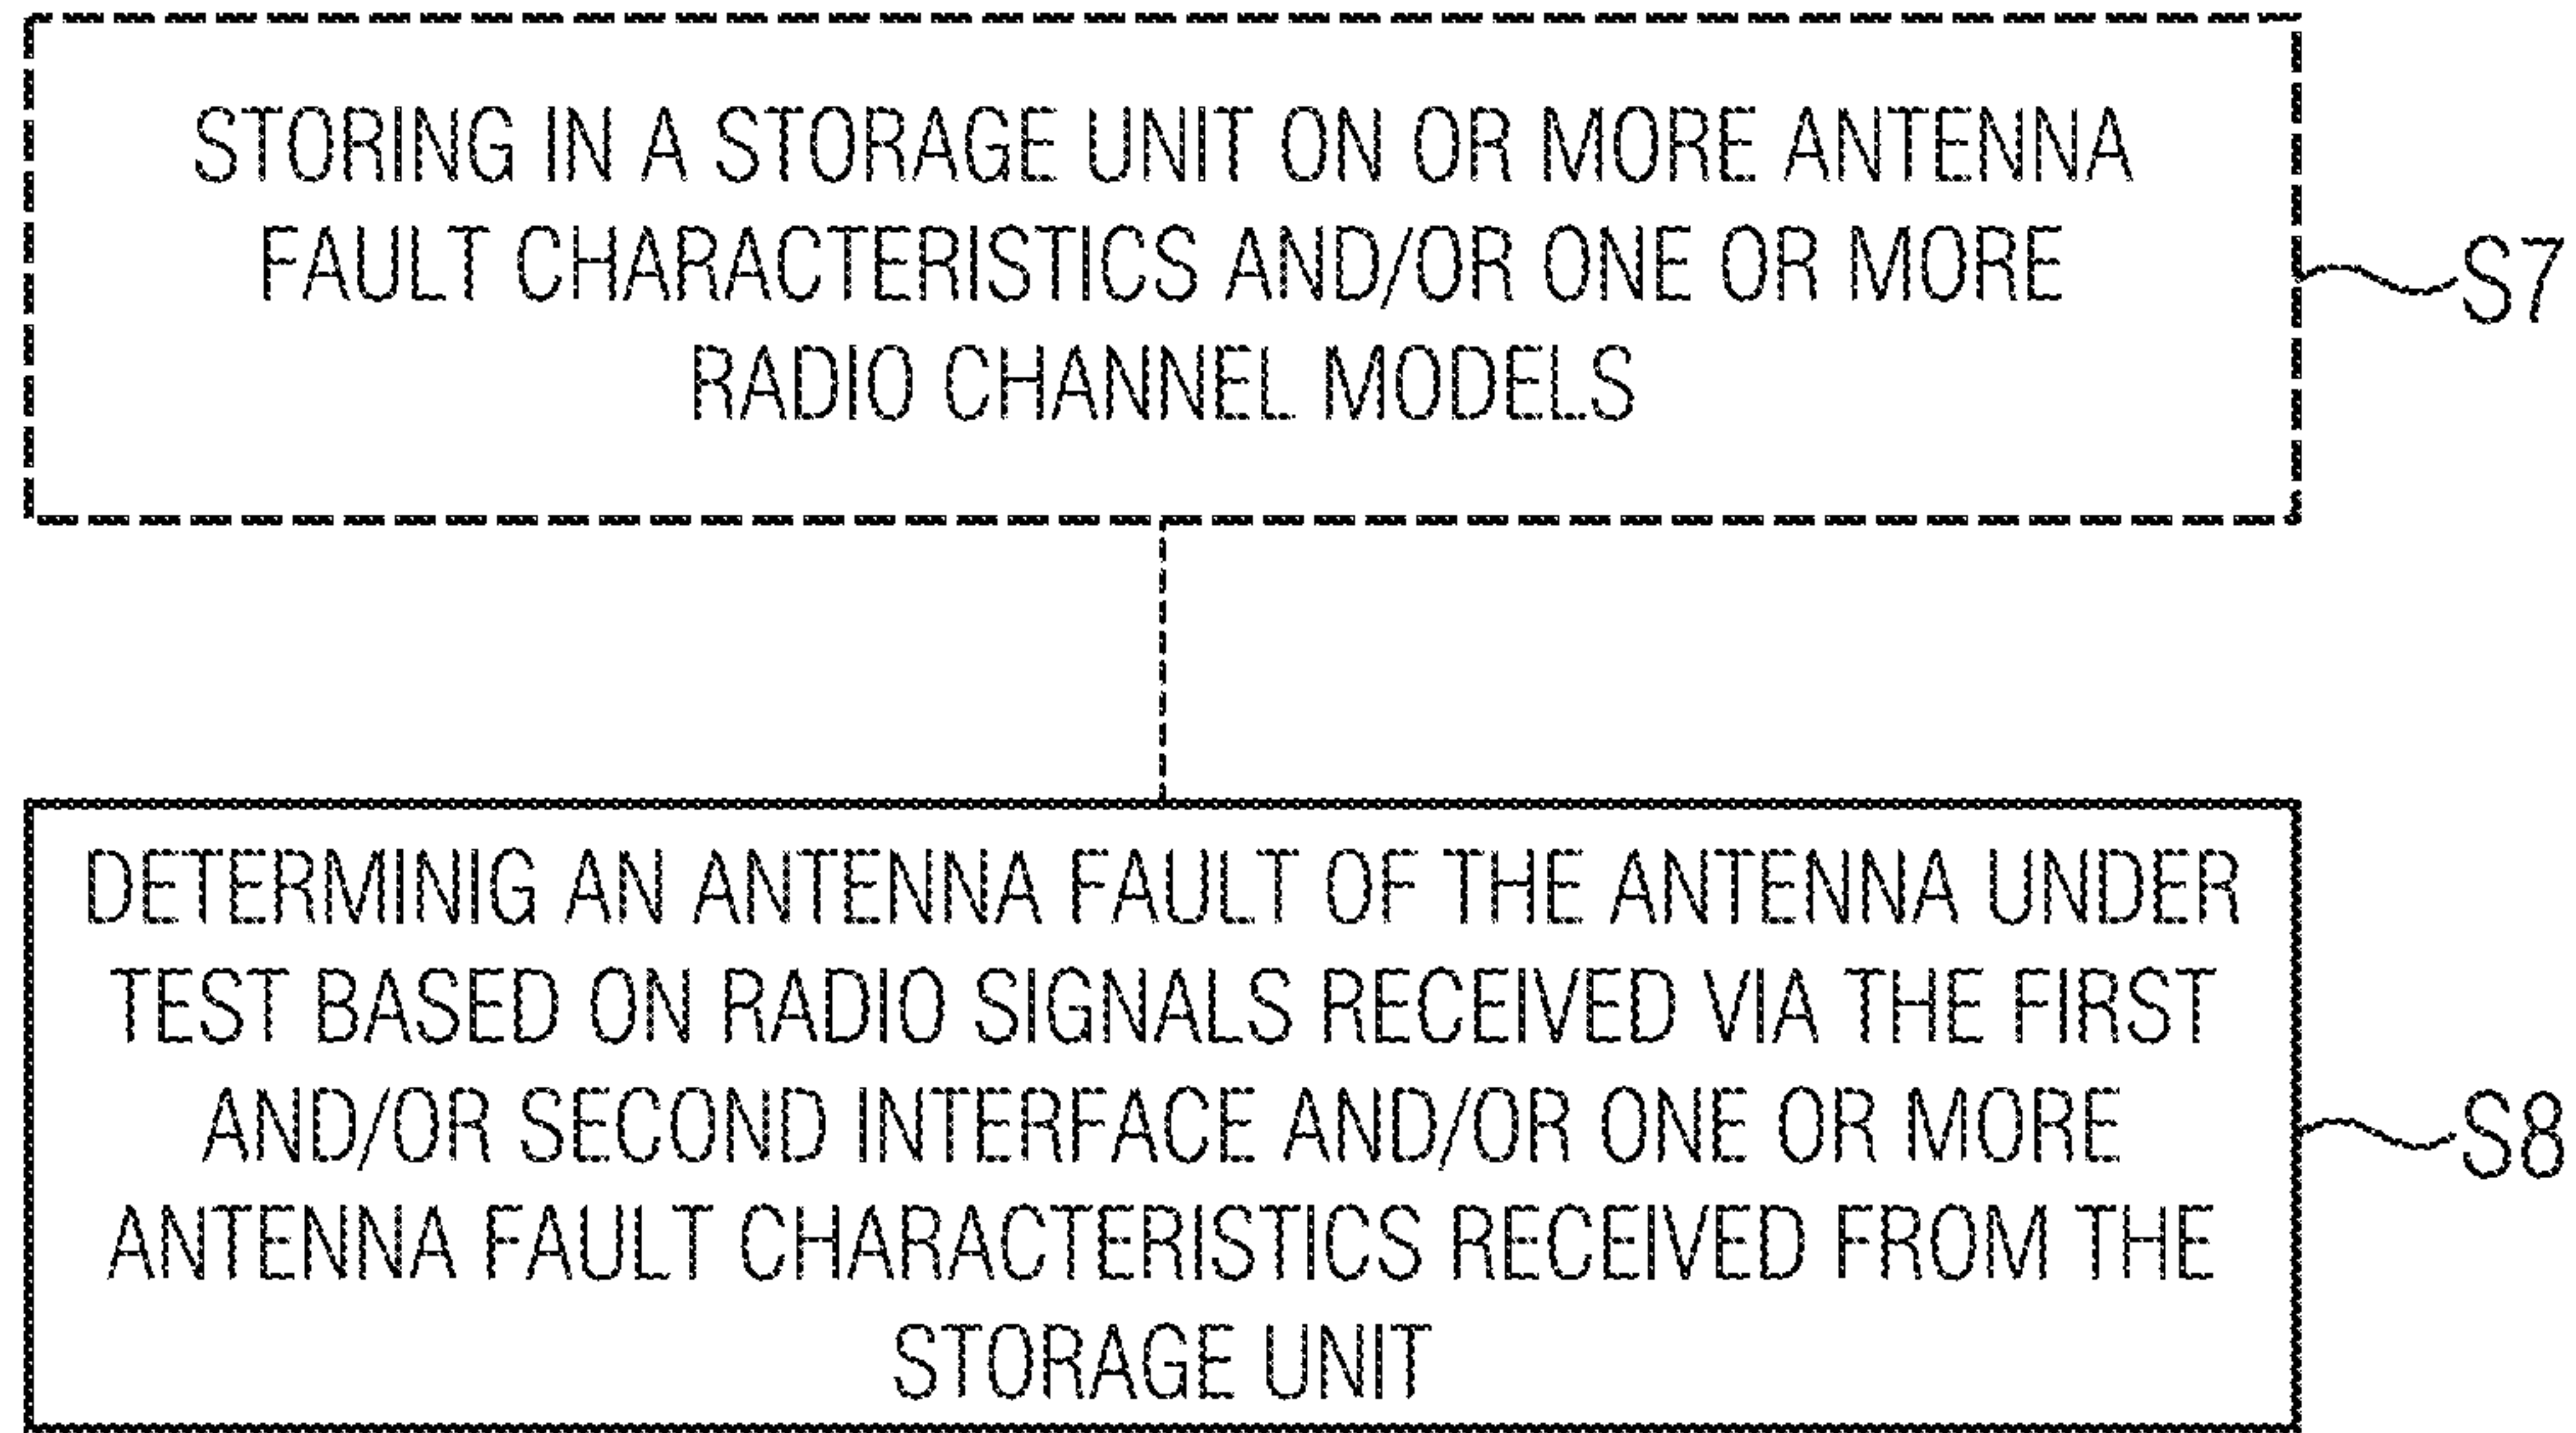 STORING IN A STORAGE UNIT ON OR MORE ANTENNA
FAULT CHARACTERISTICS AND/OR ONE OR MORE
RADIO CHANNEL MODELS
S7
DETERMINIG AN ANTENNA FAULT OF THE ANTENNA UNDER
TEST BASED ON RADIO SIGNALS RECEIVED VIA THE FIRST
AND/OR SECOND INTERFACE AND/OR ONE OR MORE
ANTENNA FAULT CHARACTERISTICS RECEIVED FROM THE
STORAGE UNIT
S8